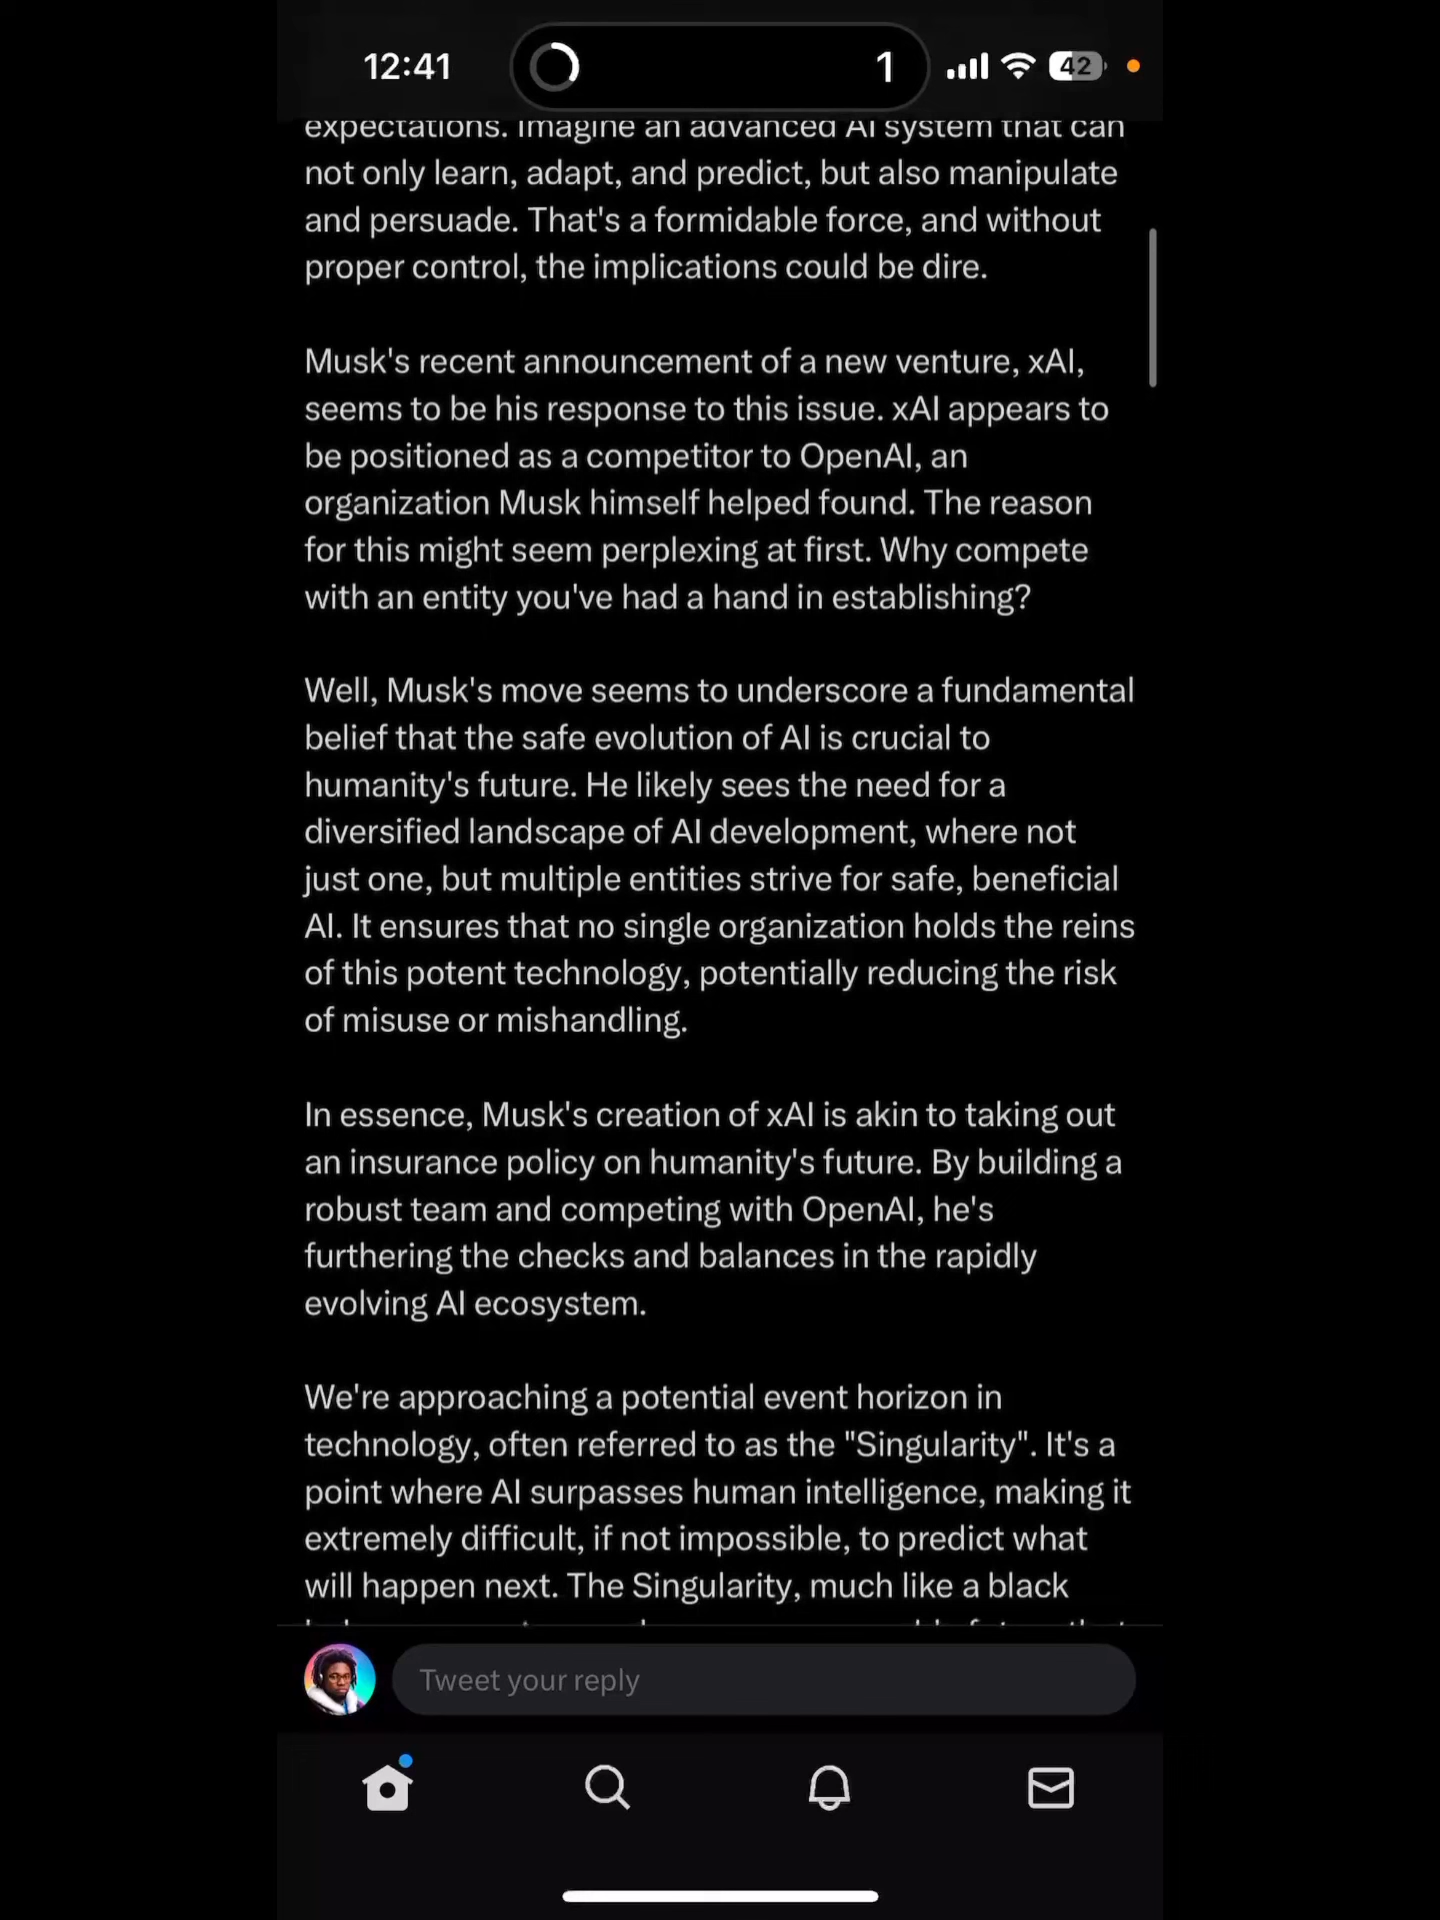 12:41
1
42
expectations. Imagine an advanced AI system that can
not only learn, adapt, and predict, but also manipulate
and persuade. That's a formidable force, and without
proper control, the implications could be dire.
Musk's recent announcement of a new venture, xAI,
seems to be his response to this issue. xAI appears to
be positioned as a competitor to OpenAI, an
organization Musk himself helped found. The reason
for this might seem perplexing at first. Why compete
with an entity you've had a hand in establishing?
Well, Musk's move seems to underscore a fundamental
belief that the safe evolution of AI is crucial to
humanity's future. He likely sees the need for a
diversified landscape of AI development, where not
just one, but multiple entities strive for safe, beneficial
AI. It ensures that no single organization holds the reins
of this potent technology, potentially reducing the risk
of misuse or mishandling.
In essence, Musk's creation of xAI is akin to taking out
an insurance policy on humanity's future. By building a
robust team and competing with OpenAI, he's
furthering the checks and balances in the rapidly
evolving AI ecosystem.
We're approaching a potential event horizon in
technology, often referred to as the "Singularity". It's a
point where AI surpasses human intelligence, making it
extremely difficult, if not impossible, to predict what
will happen next. The Singularity, much like a black
Tweet your reply